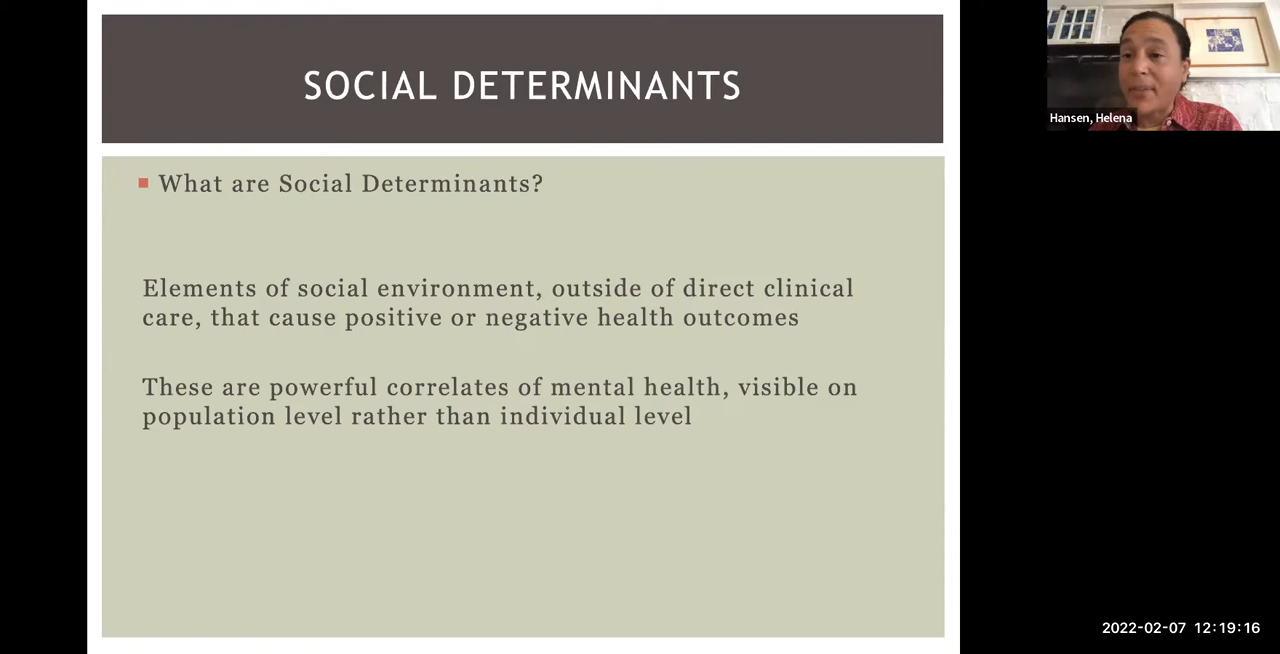 SOCIAL DETERMINANTS
What are Social Determinants?
Elements of social environment, outside of direct clinical
care, that cause positive or negative health outcomes
These are powerful correlates of mental health, visible on
population level rather than individual level
Hansen, Helena
2022-02-07 12:19:16